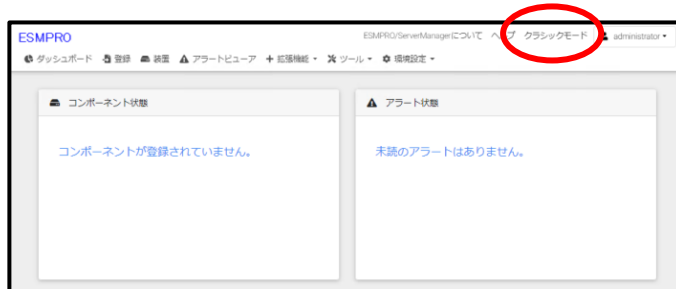 ESMPRO
ESMPRO/ServerManagerについて ヘルプ クラシックモード administrator
ダッシュボード 登録 装置 アラートビューア 拡張機能 ツール 環境設定
コンポーネント状態
アラート状態
コンポーネントが登録されていません。
未読のアラートはありません。